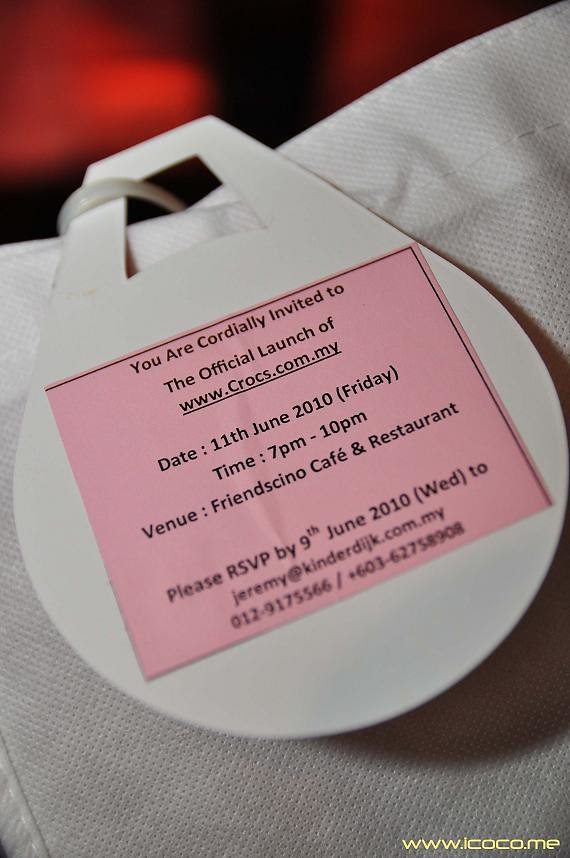 You Are Cordially Invited to
The Official Launch of
www.Crocs.com.my
Date : 11th June 2010 (Friday)
Time : 7pm - 10pm
Venue : Friendscino Café & Restaurant
Please RSVP by 9th June 2010 (Wed) to
jeremy@kinderdijk.com.my
012-9175566 / +603-62758908
www.icoco.me